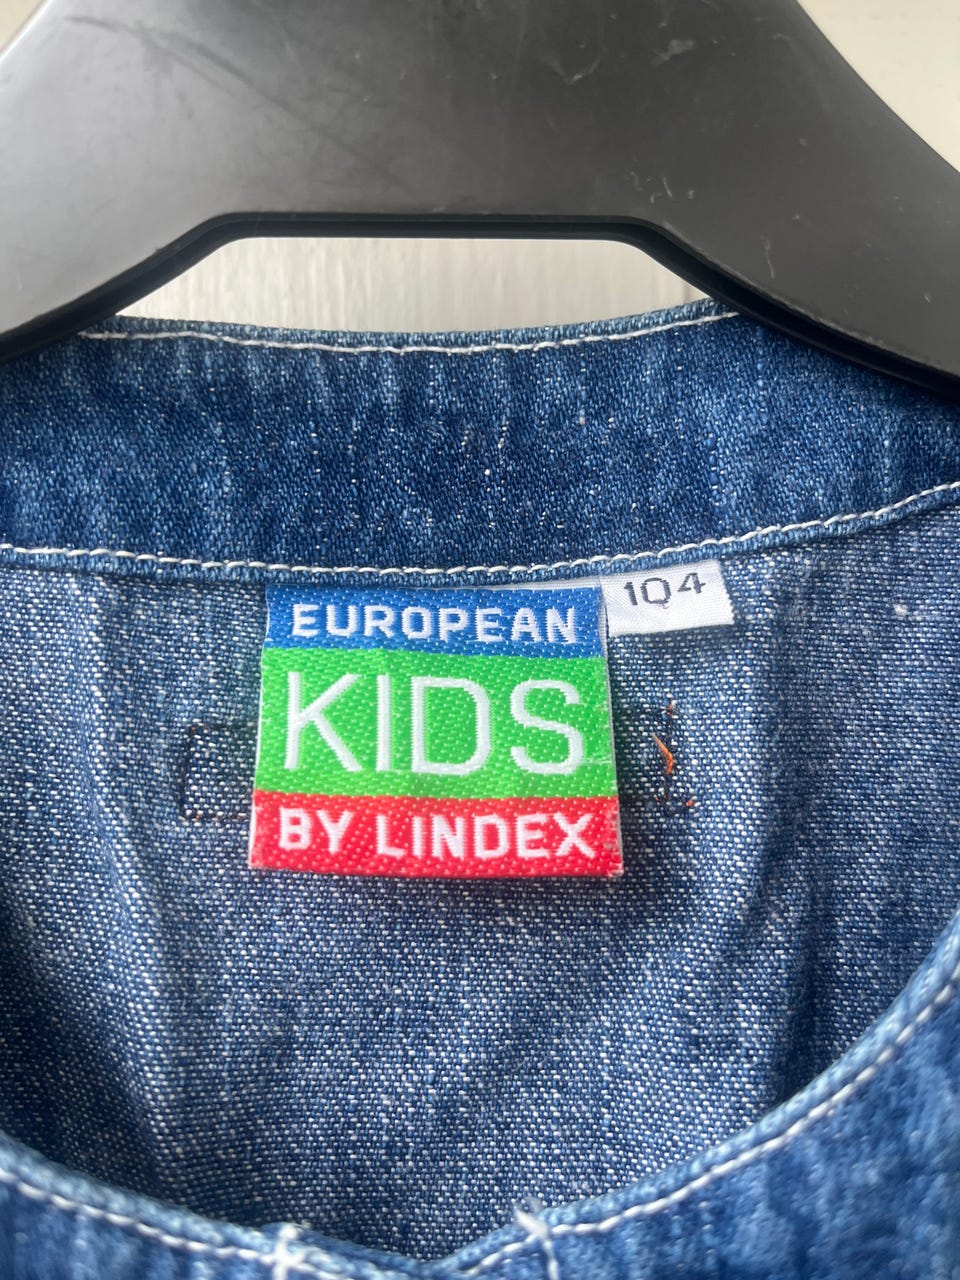 EUROPEAN
KIDS
BY LINDEX
104